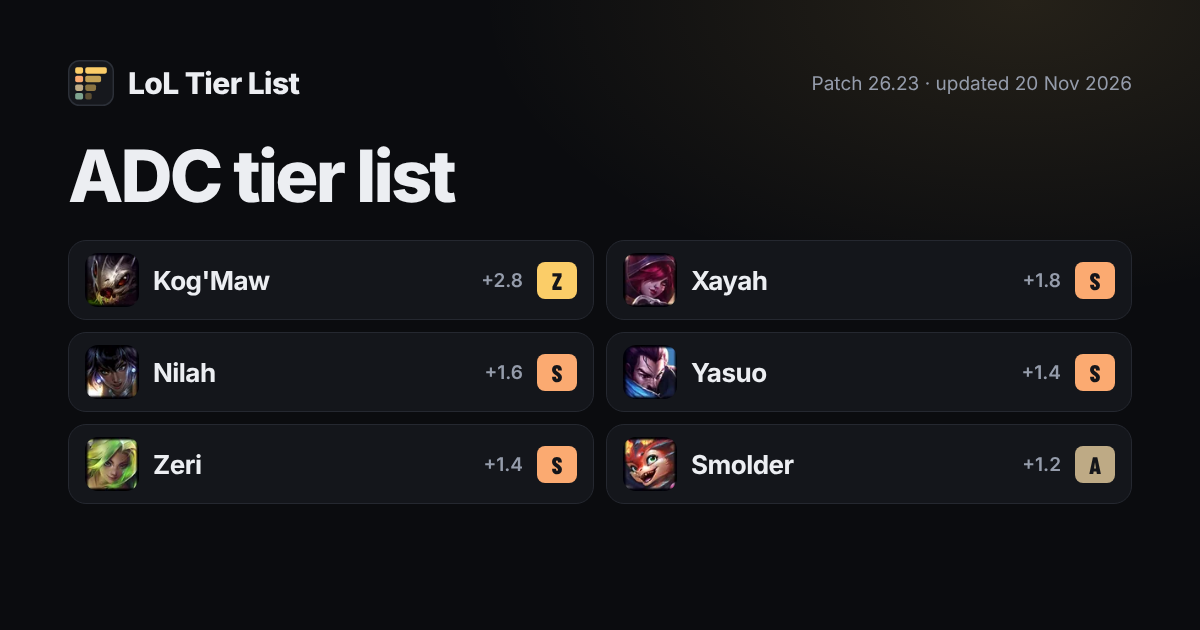 LoL Tier List
Patch 26.23 · updated 20 Nov 2026
ADC tier list
Kog'Maw +2.8 Z
Xayah +1.8 S
Nilah +1.6 S
Yasuo +1.4 S
Zeri +1.4 S
Smolder +1.2 A